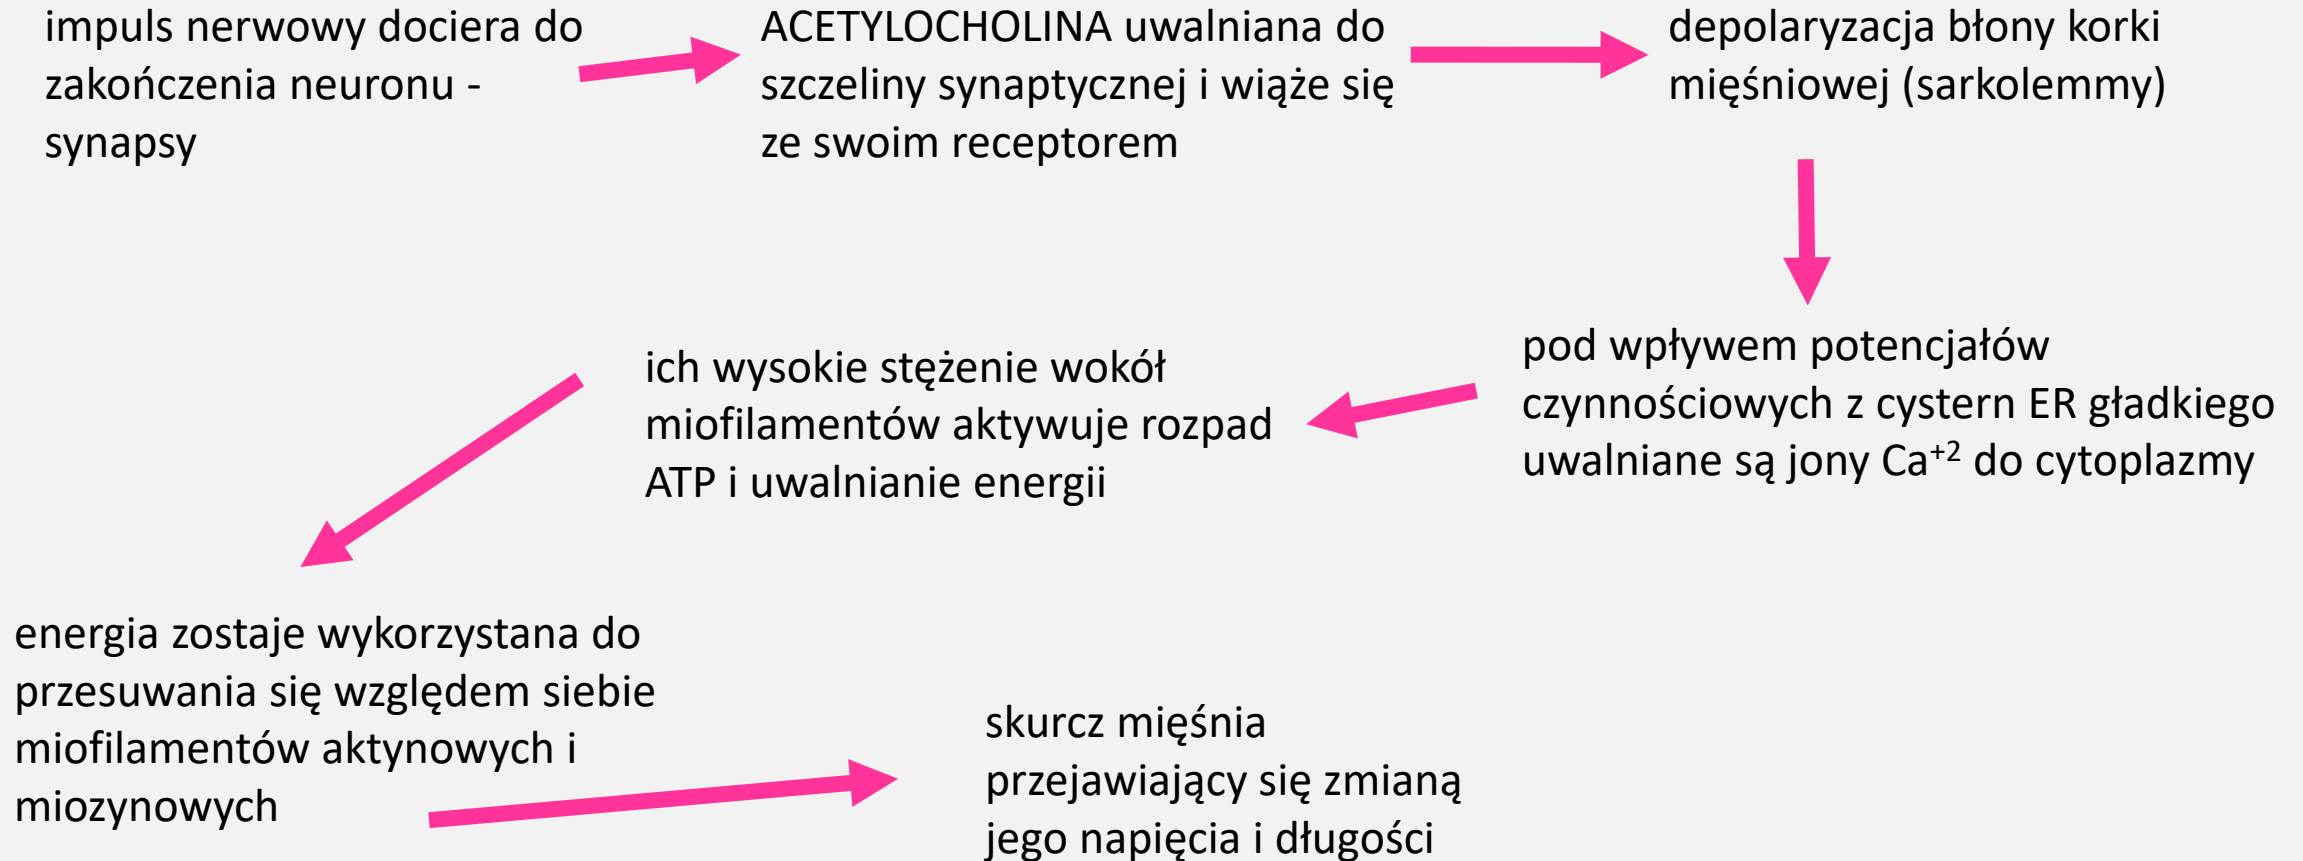 impuls nerwowy dociera do
zakończenia neuronu -
synapsy
ACETYLOCHOLINA uwalniana do
szczeliny synaptycznej i wiąże się
ze swoim receptorem
depolaryzacja błony korki
mięśniowej (sarkolemmy)
pod wpływem potencjałów
czynnościowych z cystern ER gładkiego
uwalniane są jony Ca⁺² do cytoplazmy
ich wysokie stężenie wokół
miofilamentów aktywuje rozpad
ATP i uwalnianie energii
energia zostaje wykorzystana do
przesuwania się względem siebie
miofilamentów aktynowych i
miozynowych
skurcz mięśnia
przejawiający się zmianą
jego napięcia i długości